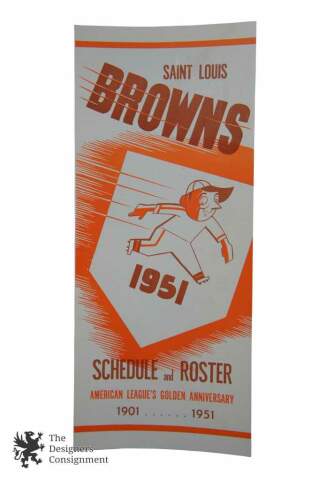 SAINT LOUIS
BROWNS
1951
SCHEDULE and ROSTER
AMERICAN LEAGUE'S GOLDEN ANNIVERSARY
1901 ...... 1951
The
Designers
Consignment